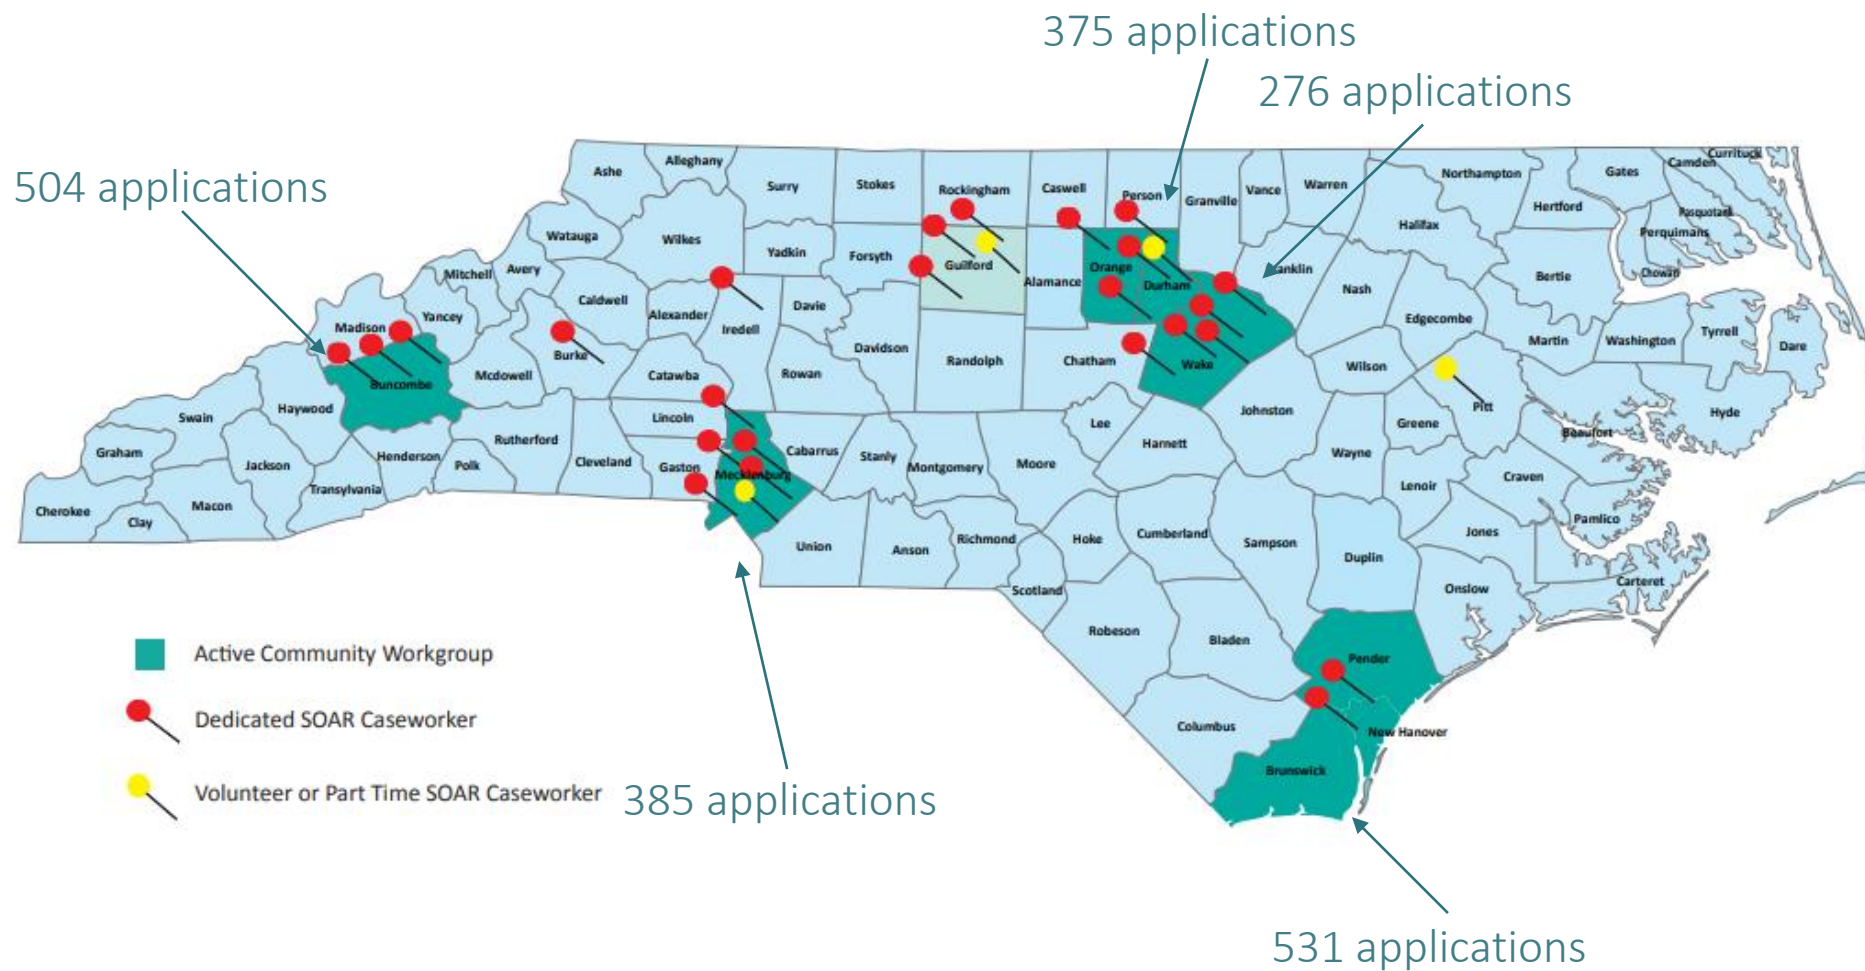 375 applications
276 applications
504 applications
Ashe
Alleghany
Surry
Stokes
Rockingham
Caswell
Person
Granville
Vance
Warren
Northampton
Gates
Camden
Currituck
Hertford
Pasquotank
Perquimans
Halifax
Watauga
Wilkes
Yadkin
Forsyth
Guilford
Alamance
Orange
Durham
anklin
Nash
Bertie
Chowan
Mitchell
Avery
Caldwell
Alexander
Iredell
Davie
Edgecombe
Martin
Washington
Tyrrell
Dare
Madison
Yancey
Burke
Mcdowell
Catawba
Rowan
Davidson
Randolph
Chatham
Wake
Wilson
Pitt
Hyde
Buncombe
Haywood
Swain
Lincoln
Lee
Johnston
Greene
Beaufort
Graham
Jackson
Henderson
Polk
Rutherford
Cleveland
Gaston
Mecklenburg
Cabarrus
Stanly
Montgomery
Moore
Harnett
Wayne
Lenoir
Craven
Pamlico
Transylvania
Macon
Cherokee
Clay
Union
Anson
Richmond
Hoke
Cumberland
Sampson
Duplin
Jones
Scotland
Onslow
Carteret
Robeson
Bladen
Pender
Columbus
New Hanover
Brunswick
Active Community Workgroup
Dedicated SOAR Caseworker
Volunteer or Part Time SOAR Caseworker
385 applications
531 applications